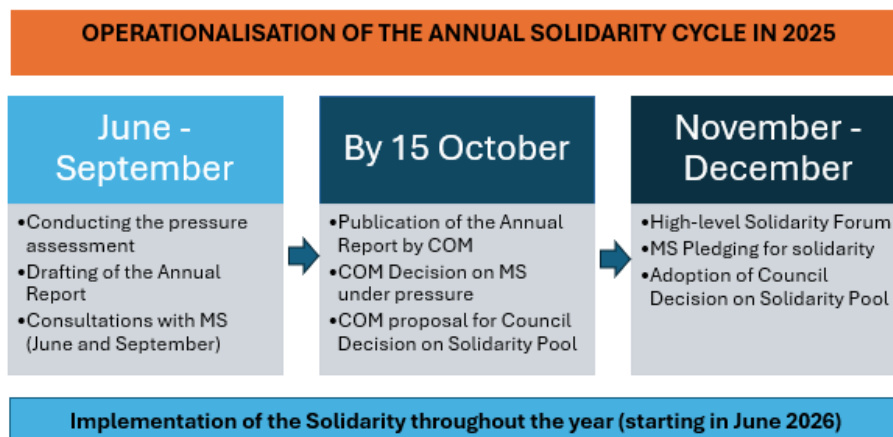 OPERATIONALISATION OF THE ANNUAL SOLIDARITY CYCLE IN 2025
June -
September
•Conducting the pressure
assessment
•Drafting of the Annual
Report
•Consultations with MS
(June and September)
By 15 October
•Publication of the Annual
Report by COM
•COM Decision on MS
under pressure
•COM proposal for Council
Decision on Solidarity Pool
November -
December
•High-level Solidarity Forum
•MS Pledging for solidarity
•Adoption of Council
Decision on Solidarity Pool
Implementation of the Solidarity throughout the year (starting in June 2026)